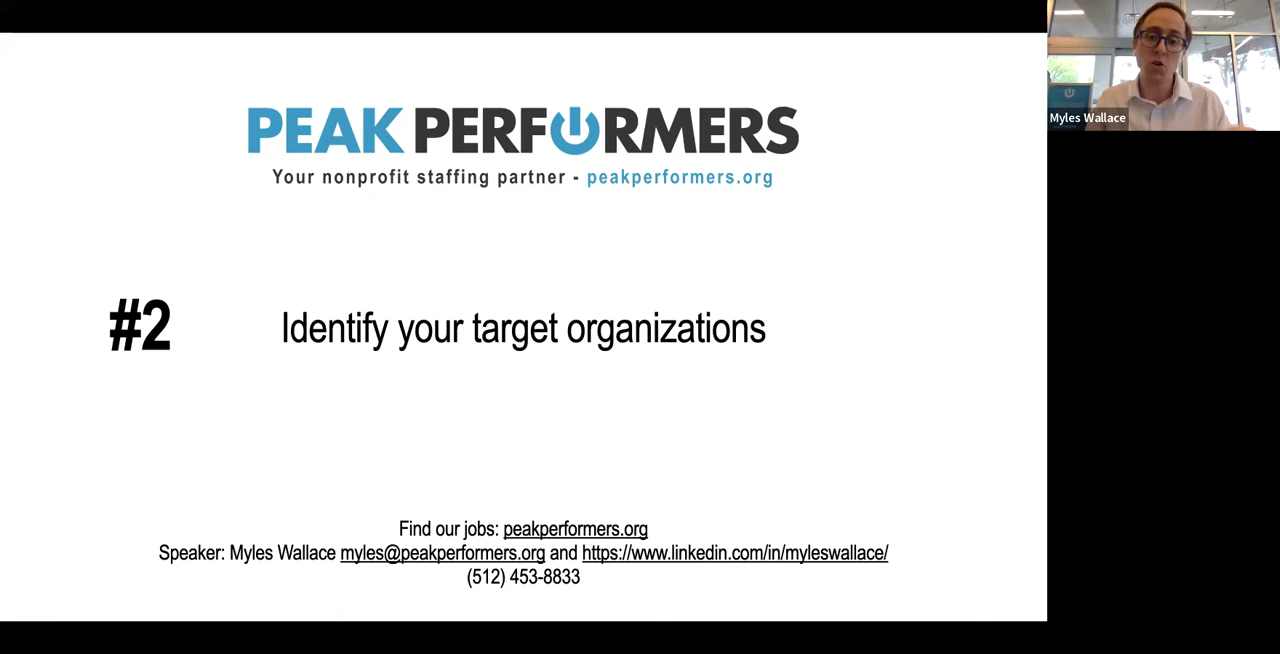 PEAK PERFORMERS
Your nonprofit staffing partner - peakperformers.org
#2 Identify your target organizations
Find our jobs: peakperformers.org
Speaker: Myles Wallace myles@peakperformers.org and https://www.linkedin.com/in/myleswallace/
(512) 453-8833
Myles Wallace